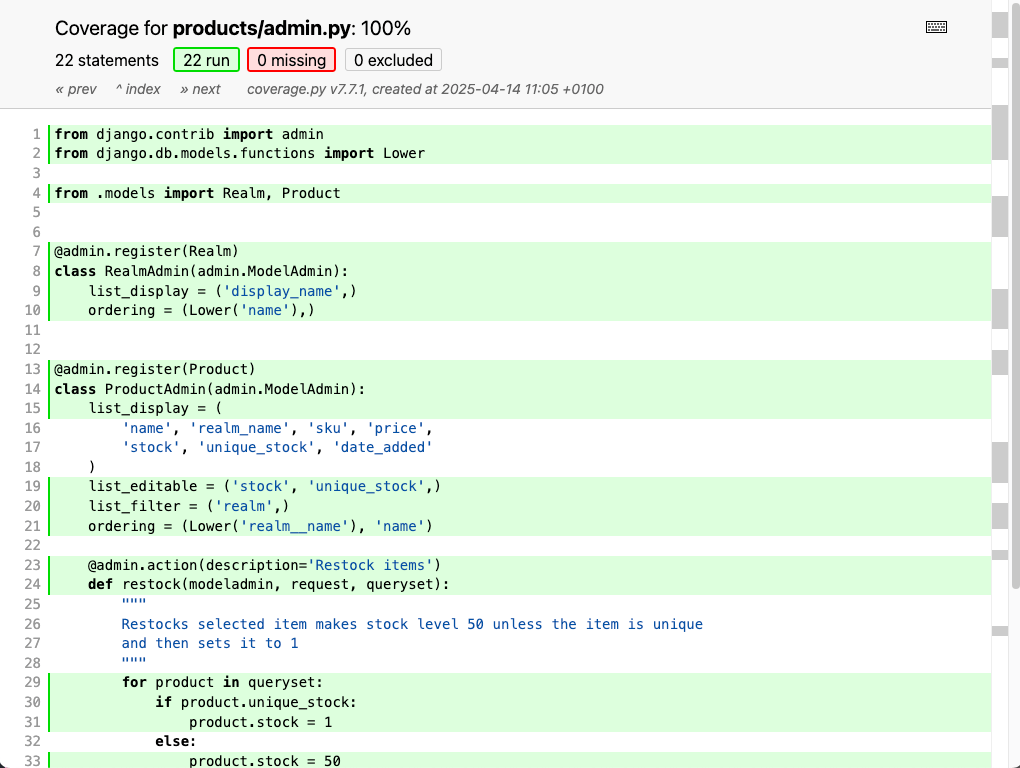 Coverage for products/admin.py: 100%
22 statements 22 run 0 missing 0 excluded
« prev ^ index » next coverage.py v7.7.1, created at 2025-04-14 11:05 +0100
1 from django.contrib import admin
2 from django.db.models.functions import Lower
3
4 from .models import Realm, Product
5
6
7 @admin.register(Realm)
8 class RealmAdmin(admin.ModelAdmin):
9     list_display = ('display_name',)
10     ordering = (Lower('name'),)
11
12
13 @admin.register(Product)
14 class ProductAdmin(admin.ModelAdmin):
15     list_display = (
16         'name', 'realm_name', 'sku', 'price',
17         'stock', 'unique_stock', 'date_added'
18     )
19     list_editable = ('stock', 'unique_stock',)
20     list_filter = ('realm',)
21     ordering = (Lower('realm__name'), 'name')
22
23     @admin.action(description='Restock items')
24     def restock(modeladmin, request, queryset):
25         """
26         Restocks selected item makes stock level 50 unless the item is unique
27         and then sets it to 1
28         """
29         for product in queryset:
30             if product.unique_stock:
31                 product.stock = 1
32             else:
33                 product.stock = 50